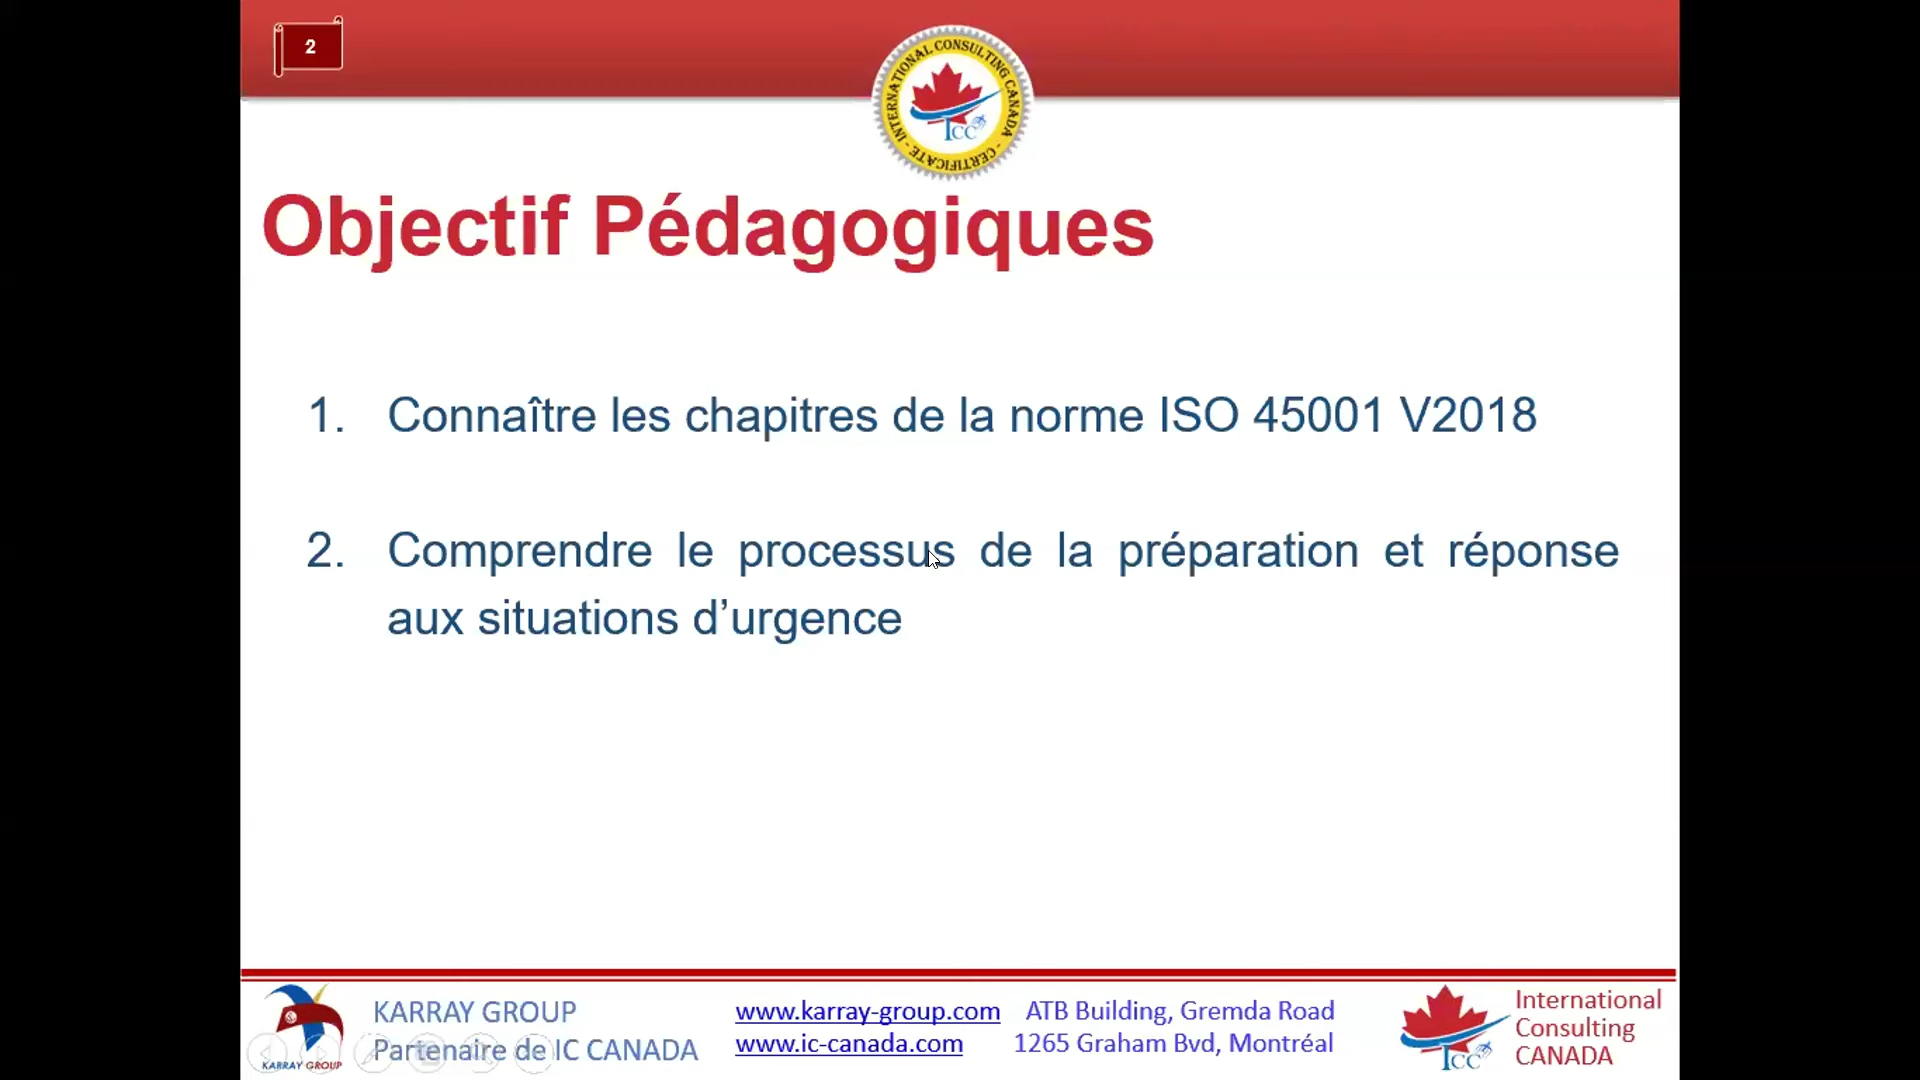 2
INTERNATIONAL CONSULTING CANADA
- CERTIFICATE -
ICC
Objectif Pédagogiques
1. Connaître les chapitres de la norme ISO 45001 V2018
2. Comprendre le processus de la préparation et réponse
aux situations d’urgence
KARRAY GROUP
Partenaire de IC CANADA
KARRAY GROUP
www.karray-group.com ATB Building, Gremda Road
www.ic-canada.com 1265 Graham Bvd, Montréal
ICC
International
Consulting
CANADA